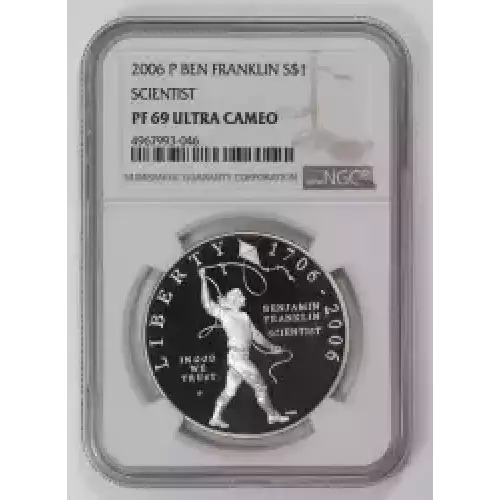 2006 P BEN FRANKLIN S$1
SCIENTIST
PF 69 ULTRA CAMEO
4967993-046
NUMISMATIC GUARANTY CORPORATION
NGC
LIBERTY 1706-2006
BENJAMIN
FRANKLIN
SCIENTIST
IN GOD
WE
TRUST
P